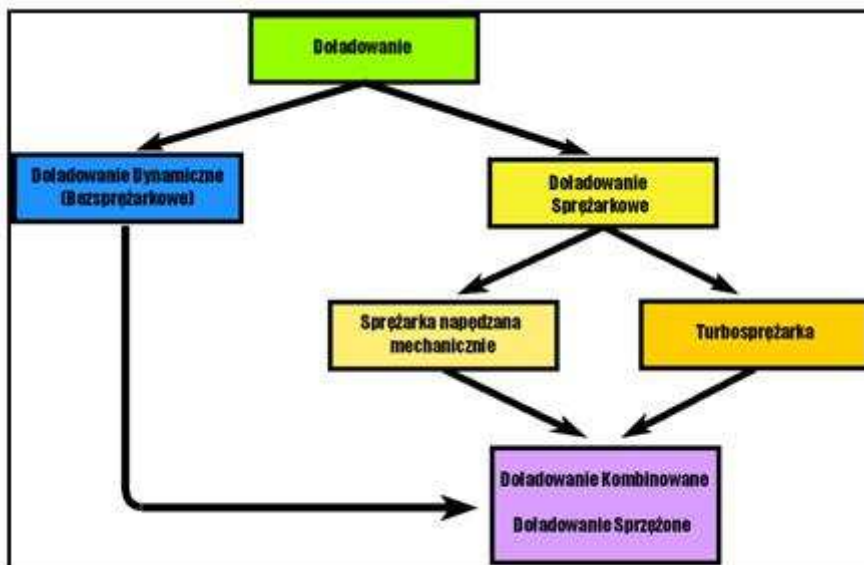 Doładowanie
Doładowanie Dynamiczne
(Bezsprężarkowe)
Doładowanie
Sprężarkowe
Sprężarka napędzana
mechanicznie
Turbosprężarka
Doładowanie Kombinowane
Doładowanie Sprzężone